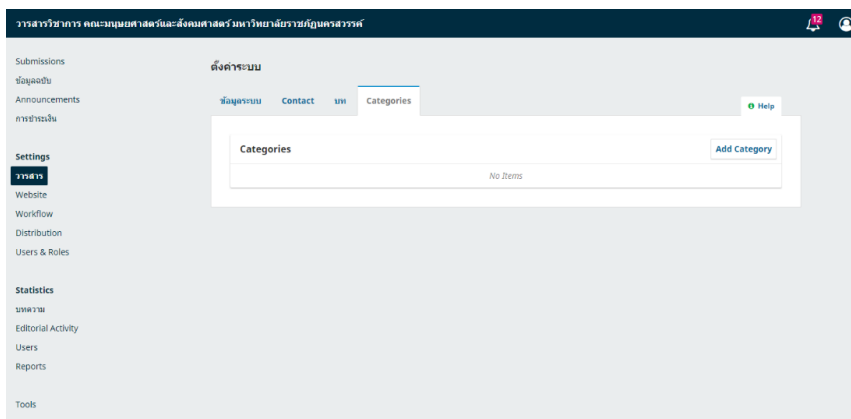 วารสารวิชาการ คณะมนุษยศาสตร์และสังคมศาสตร์ มหาวิทยาลัยราชภัฏนครสวรรค์
12
Submissions
ข้อมูลฉบับ
Announcements
การชำระเงิน
Settings
วารสาร
Website
Workflow
Distribution
Users & Roles
Statistics
บทความ
Editorial Activity
Users
Reports
Tools
ตั้งค่าระบบ
ข้อมูลระบบ Contact บท Categories
Help
Categories Add Category
No Items